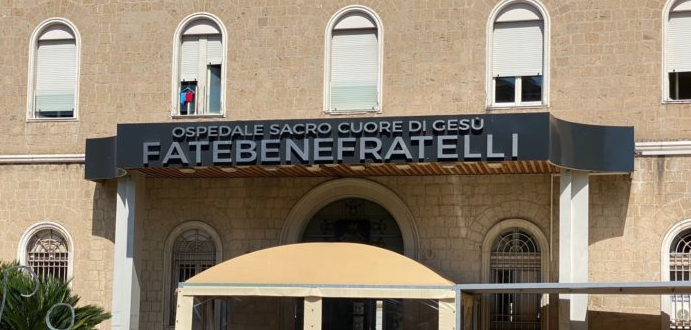 OSPEDALE SACRO CUORE DI GESÙ
FATEBENEFRATELLI